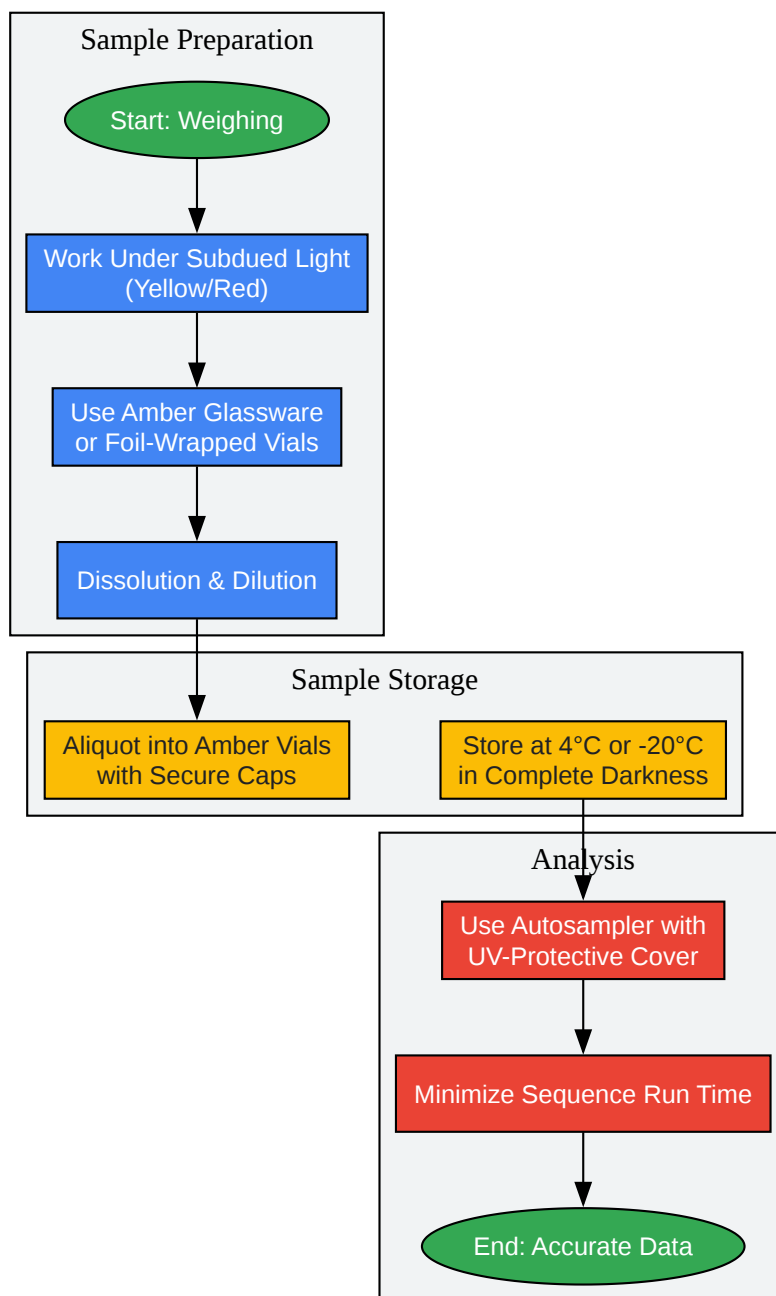 Sample Preparation
Start: Weighing
Work Under Subdued Light
(Yellow/Red)
Use Amber Glassware
or Foil-Wrapped Vials
Dissolution & Dilution
Sample Storage
Aliquot into Amber Vials
with Secure Caps
Store at 4°C or -20°C
in Complete Darkness
Analysis
Use Autosampler with
UV-Protective Cover
Minimize Sequence Run Time
End: Accurate Data